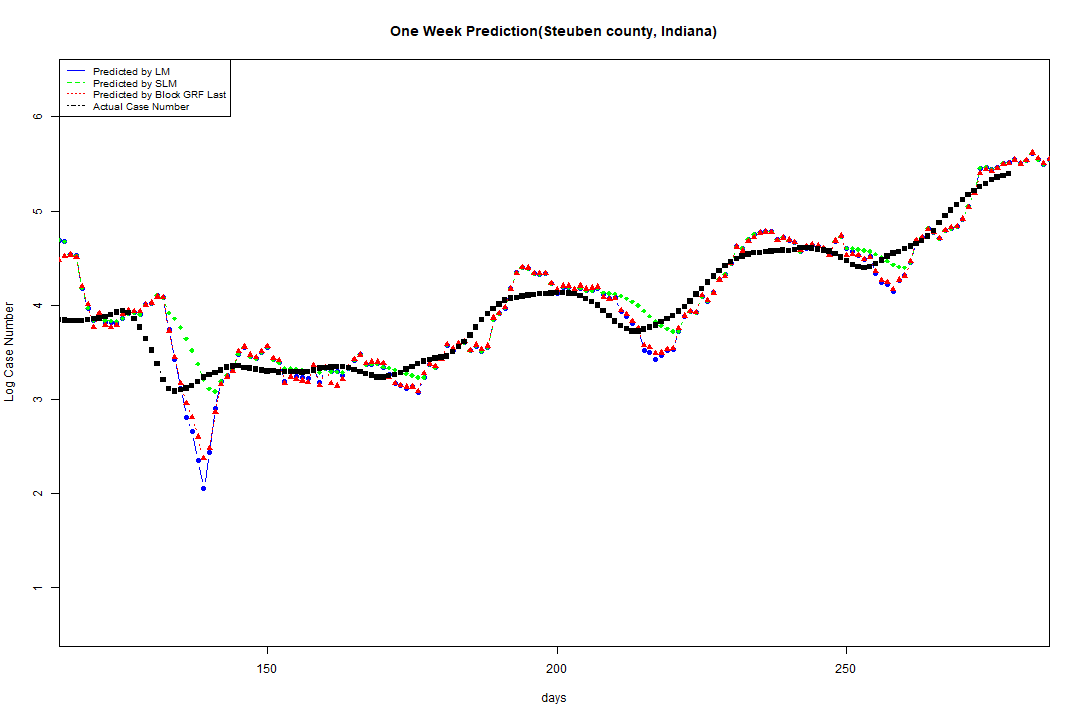 One Week Prediction(Steuben county, Indiana)
Predicted by LM
Predicted by SLM
Predicted by Block GRF Last
Actual Case Number
6
5
4
3
2
1
Log Case Number
150 200 250
days